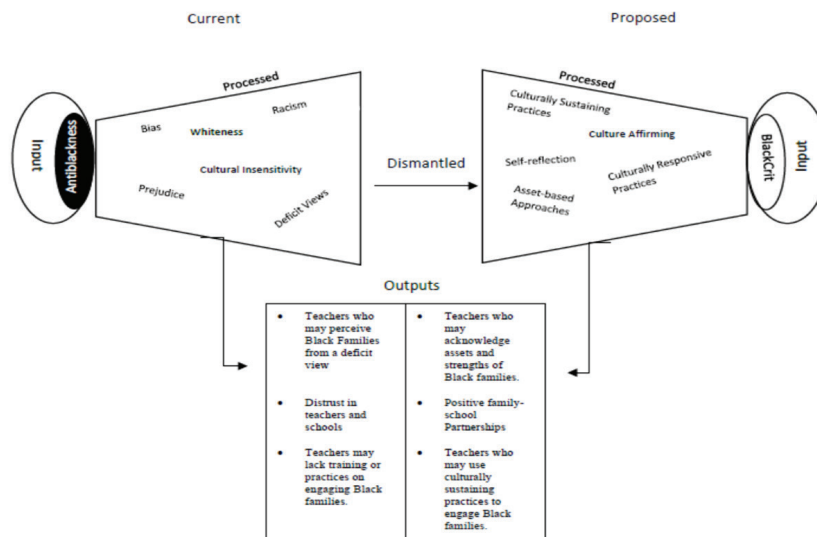 Current
Proposed
Processed
Input
Antiblackness
Bias
Whiteness
Racism
Cultural Insensitivity
Prejudice
Deficit Views
Dismantled
Processed
Culturally Sustaining
Practices
Culture Affirming
Self-reflection
Culturally Responsive
Practices
Asset-based
Approaches
BlackCrit
Input
Outputs
• Teachers who
may perceive
Black Families
from a deficit
view
• Distrust in
teachers and
schools
• Teachers may
lack training or
practices on
engaging Black
families.
• Teachers who
may
acknowledge
assets and
strengths of
Black families.
• Positive family-
school
Partnerships
• Teachers who
may use
culturally
sustaining
practices to
engage Black
families.